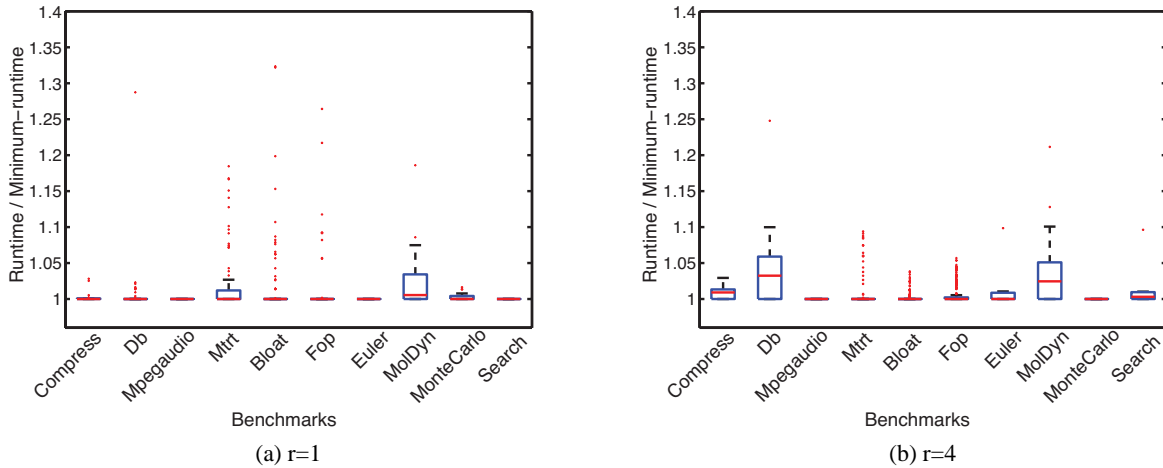 Runtime / Minimum-runtime
1.4
1.35
1.3
1.25
1.2
1.15
1.1
1.05
1
Compress
Db
Mpegaudio
Mtrt
Bloat
Fop
Euler
MolDyn
MonteCarlo
Search
Benchmarks
(a) r=1
Runtime / Minimum-runtime
1.4
1.35
1.3
1.25
1.2
1.15
1.1
1.05
1
Compress
Db
Mpegaudio
Mtrt
Bloat
Fop
Euler
MolDyn
MonteCarlo
Search
Benchmarks
(b) r=4